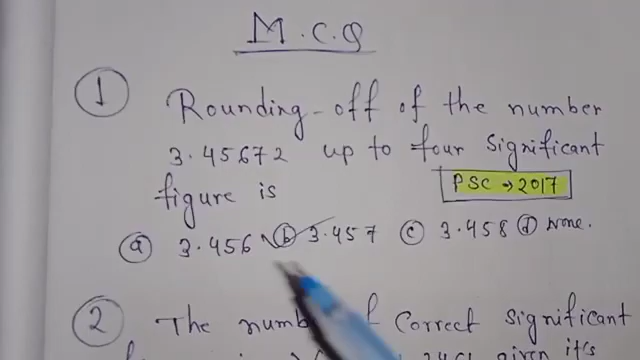 M.C.Q
1 Rounding-off of the number
3.45672 up to four significant
figure is PSC → 2017
a 3.456 b 3.457 c 3.458 d None.
2 The numb f Correct significant
given it's